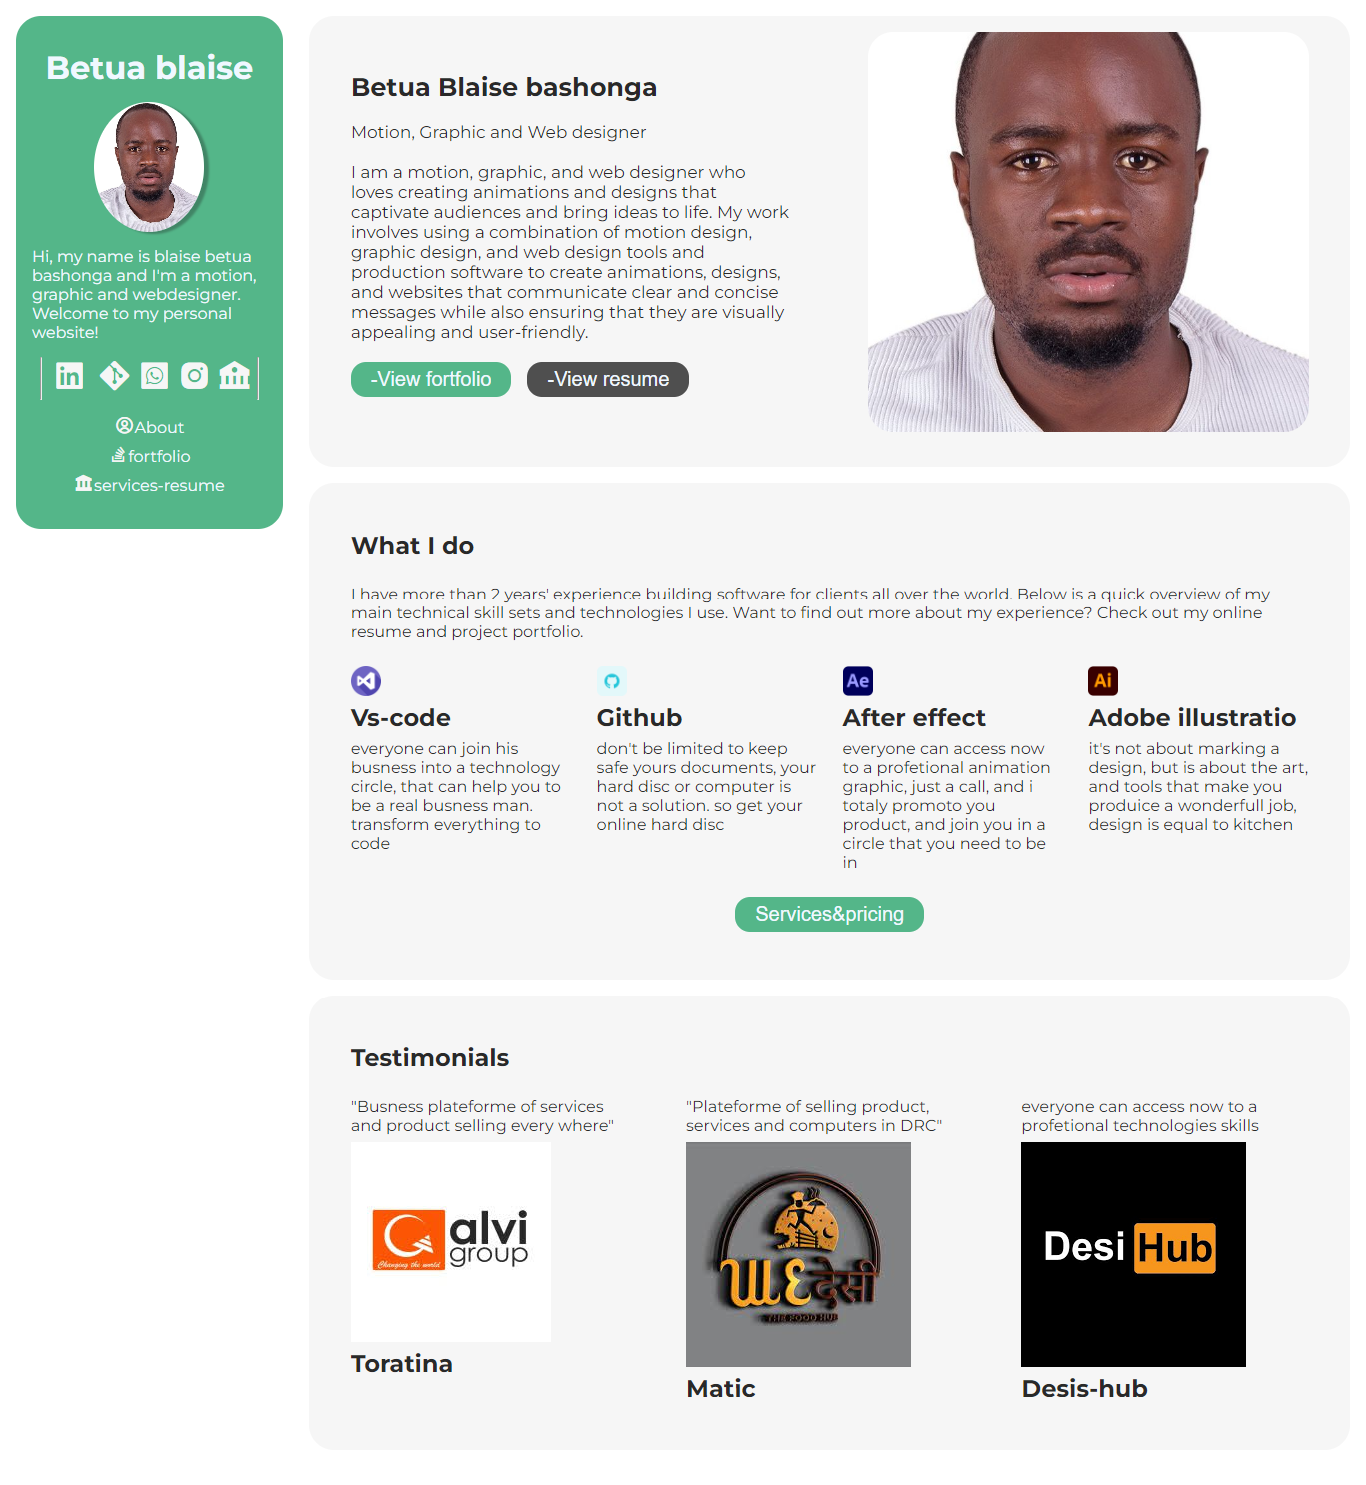 Betua blaise
Hi, my name is blaise betua
bashonga and I'm a motion,
graphic and webdesigner.
Welcome to my personal
website!
About
fortfolio
services-resume
Betua Blaise bashonga
Motion, Graphic and Web designer
I am a motion, graphic, and web designer who
loves creating animations and designs that
captivate audiences and bring ideas to life. My work
involves using a combination of motion design,
graphic design, and web design tools and
production software to create animations, designs,
and websites that communicate clear and concise
messages while also ensuring that they are visually
appealing and user-friendly.
-View fortfolio
-View resume
What I do
I have more than 2 years' experience building software for clients all over the world. Below is a quick overview of my
main technical skill sets and technologies I use. Want to find out more about my experience? Check out my online
resume and project portfolio.
Vs-code
everyone can join his
busness into a technology
circle, that can help you to
be a real business man.
transform everything to
code
Github
don't be limited to keep
safe yours documents, your
hard disc or computer is
not a solution. so get your
online hard disc
Ae
After effect
everyone can access now
to a profetional animation
graphic, just a call, and i
totaly promoto you
product, and join you in a
circle that you need to be
in
Ai
Adobe illustratio
it's not about marking a
design, but is about the art,
and tools that make you
produice a wonderfull job,
design is equal to kitchen
Services&pricing
Testimonials
"Busness plateforme of services
and product selling every where"
alvi
group
Changing the world
Toratina
"Plateforme of selling product,
services and computers in DRC"
WE देसी
THE FOOD HUB
Matic
everyone can access now to a
profetional technologies skills
Desi Hub
Desis-hub